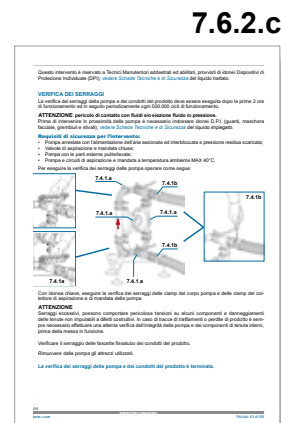 7.6.2.c
Questo intervento è riservato a Tecnici Manutentori addestrati ed abilitati, provvisti di idonei Dispositivi di
Protezione Individuale (DPI); vedere Schede Tecniche e di Sicurezza del liquido trattato.
VERIFICA DEI SERRAGGI
La verifica dei serraggi della pompa e dei condotti del prodotto deve essere eseguita dopo le prime 2 ore
di funzionamento ed in seguito periodicamente ogni 500.000 cicli di funzionamento.
ATTENZIONE: pericolo di contatto con fluidi e/o eiezione fluido in pressione.
Prima di intervenire in prossimità della pompa è necessario indossare idonei D.P.I. (guanti, maschera
facciale, grembiuli e stivali); vedere Schede Tecniche e di Sicurezza del liquido impiegato.
Requisiti di sicurezza per l'intervento:
• Pompa arrestata con l'alimentazione dell'aria sezionata ed interbloccata e pressione residua scaricata;
• Valvole di aspirazione e mandata chiuse;
• Pompa con le parti esterne pulite/lavate;
• Pompa e circuiti di aspirazione e mandata a temperatura ambiente MAX 40°C.
Per eseguire la verifica dei serraggi della pompa operare come segue:
7.4.1.a
7.4.1b
7.4.1b
7.4.1.a
7.4.1.a
7.4.1b
7.4.1a
7.4.1.a
Con idonea chiave, eseguire la verifica dei serraggi delle clamp del corpo pompa e delle clamp del col-
lettore di aspirazione e di mandata della pompa.
ATTENZIONE
Serraggi eccessivi, possono comportare pericolose tensioni su alcuni componenti e danneggiamenti
delle tenute non imputabili a difetti costruttivi. In caso di tracce di trafilamenti o perdite di prodotto è sem-
pre necessario effettuare una attenta verifica dell'integrità della pompa e dei componenti di tenuta interni,
prima della messa in funzione.
Verificare il serraggio delle fascette fissatubo dei condotti del prodotto.
Rimuovere dalla pompa gli attrezzi utilizzati.
La verifica dei serraggi della pompa e dei condotti del prodotto è terminata.